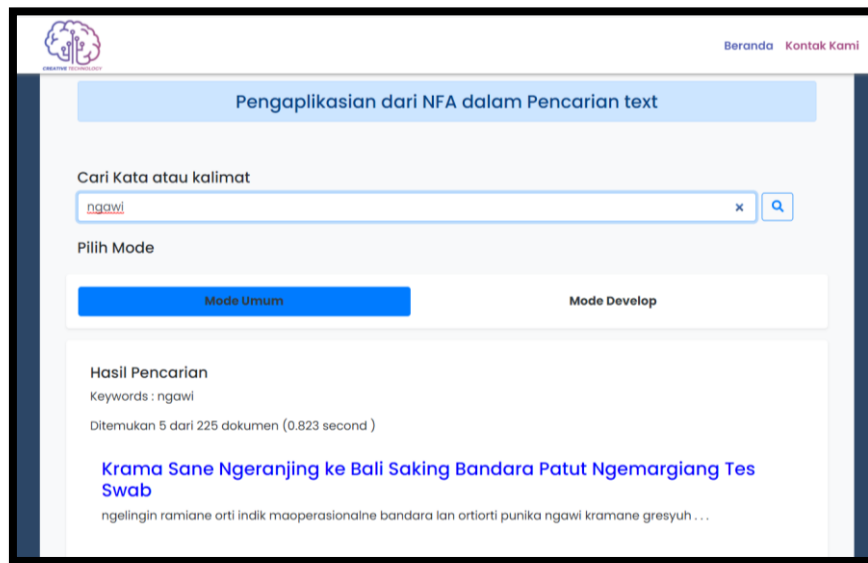 CREATIVE TECHNOLOGY
Beranda Kontak Kami
Pengaplikasian dari NFA dalam Pencarian text
Cari Kata atau kalimat
ngawi
Pilih Mode
Mode Umum Mode Develop
Hasil Pencarian
Keywords : ngawi
Ditemukan 5 dari 225 dokumen (0.823 second )
Krama Sane Ngeranjing ke Bali Saking Bandara Patut Ngemargiang Tes
Swab
ngelingin ramiane orti indik maoperasionalne bandara lan ortiorti punika ngawi kramane gresyuh . . .